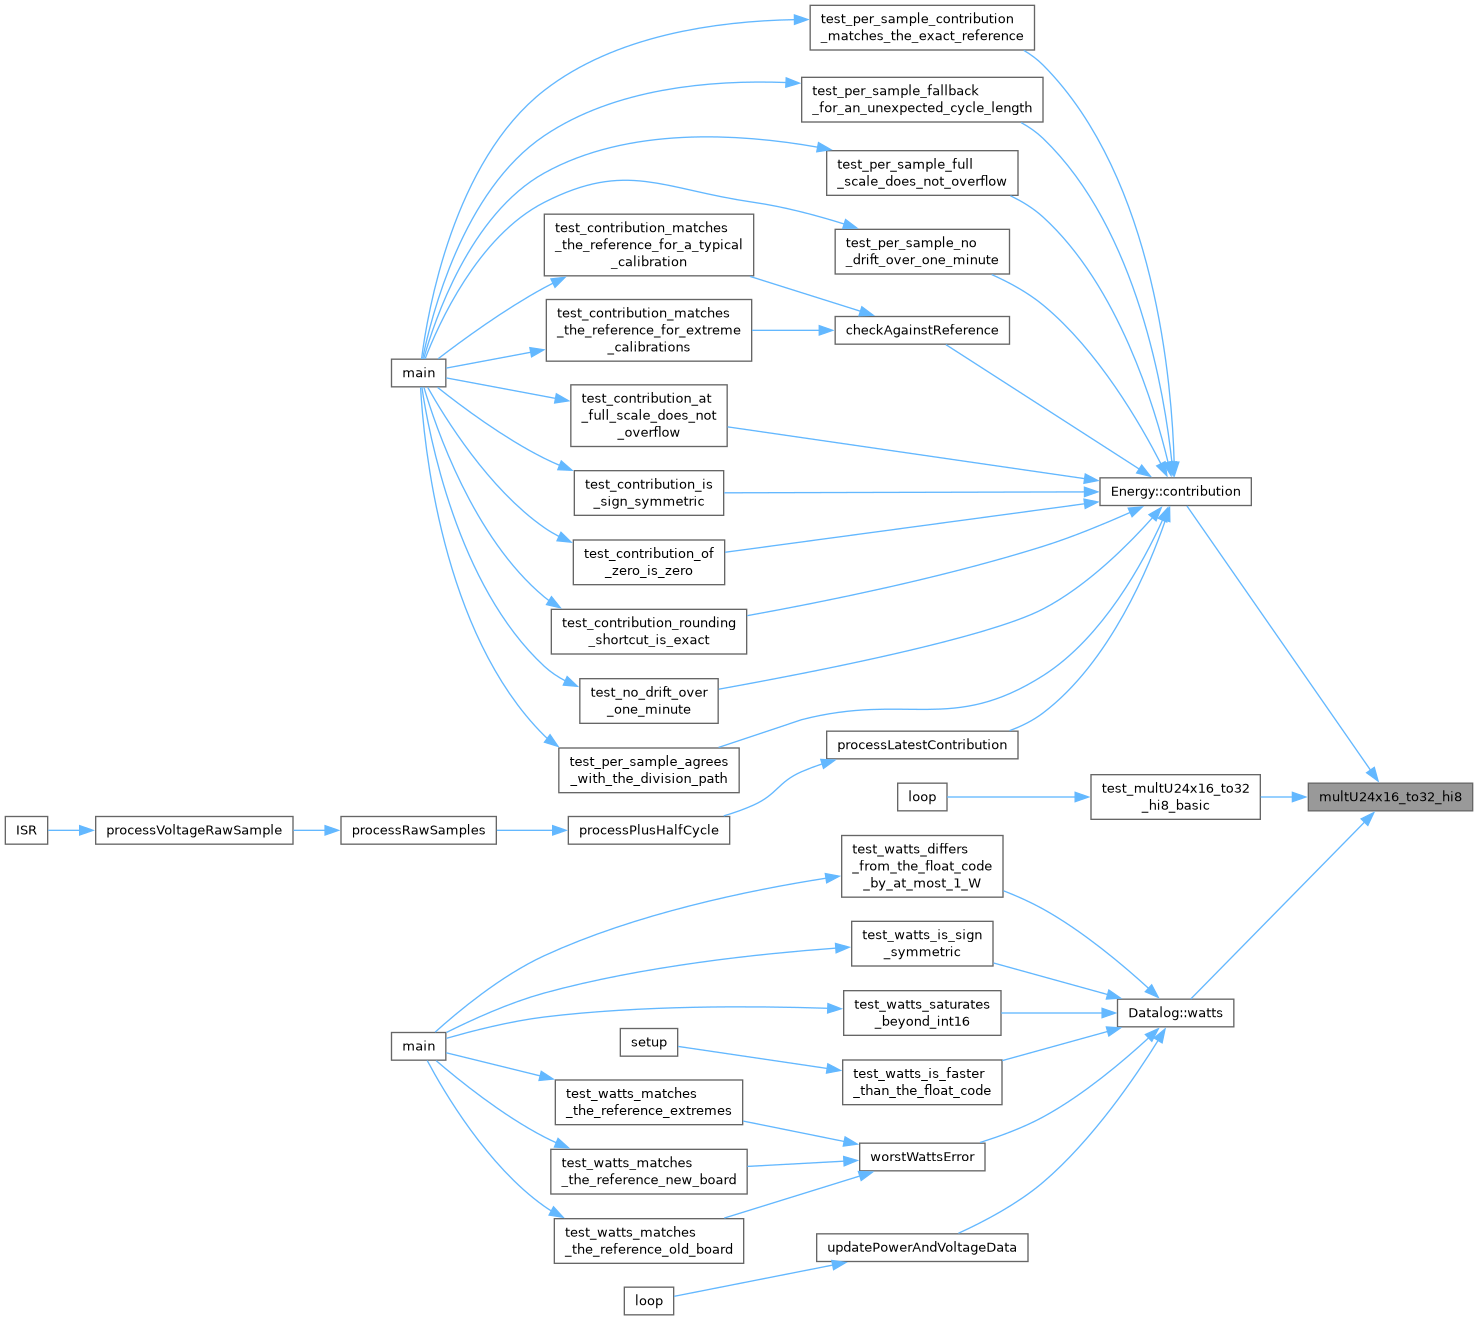 test_per_sample_contribution
_matches_the_exact_reference
test_per_sample_fallback
_for_an_unexpected_cycle_length
test_per_sample_full
_scale_does_not_overflow
test_contribution_matches
_the_reference_for_a_typical
_calibration
test_per_sample_no
_drift_over_one_minute
test_contribution_matches
_the_reference_for_extreme
_calibrations
checkAgainstReference
main
test_contribution_at
_full_scale_does_not
_overflow
test_contribution_is
_sign_symmetric
Energy::contribution
test_contribution_of
_zero_is_zero
test_contribution_rounding
_shortcut_is_exact
test_no_drift_over
_one_minute
test_per_sample_agrees
_with_the_division_path
processLatestContribution
loop
test_multU24x16_to32
_hi8_basic
multU24x16_to32_hi8
ISR
processVoltageRawSample
processRawSamples
processPlusHalfCycle
test_watts_differs
_from_the_float_code
_by_at_most_1_W
test_watts_is_sign
_symmetric
test_watts_saturates
_beyond_int16
Datalog::watts
main
setup
test_watts_is_faster
_than_the_float_code
test_watts_matches
_the_reference_extremes
test_watts_matches
_the_reference_new_board
worstWattsError
test_watts_matches
_the_reference_old_board
updatePowerAndVoltageData
loop